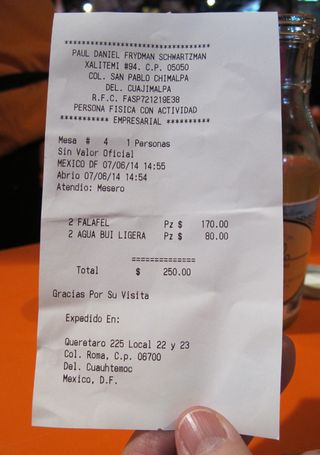 *********************************
PAUL DANIEL FRYDMAN SCHWARTZMAN
XALITEMI #94. C.P. 05050
COL. SAN PABLO CHIMALPA
DEL. CUAJIMALPA
R.F.C. FASP721219E38
PERSONA FISICA CON ACTIVIDAD
*********** EMPRESARIAL ***********
Mesa # 4 1 Personas
Sin Valor Oficial
MEXICO DF 07/06/14 14:55
Abrio 07/06/14 14:54
Atendio: Mesero
2 FALAFEL Pz $ 170.00
2 AGUA BUI LIGERA Pz $ 80.00
==============
Total $ 250.00
Gracias Por Su Visita
Expedido En:
Queretaro 225 Local 22 y 23
Col. Roma, C.p. 06700
Del. Cuauhtemoc
Mexico, D.F.